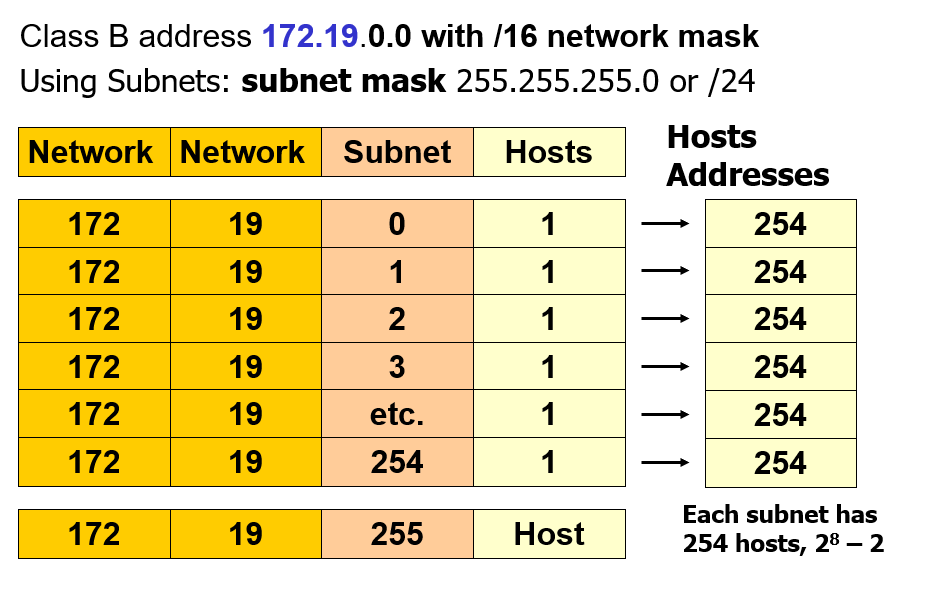 Class B address 172.19.0.0 with /16 network mask
Using Subnets: subnet mask 255.255.255.0 or /24
Network Network Subnet Hosts
Hosts
Addresses
172 19 0 1 254
172 19 1 1 254
172 19 2 1 254
172 19 3 1 254
172 19 etc. 1 254
172 19 254 1 254
172 19 255 Host
Each subnet has
254 hosts, 2⁸ – 2